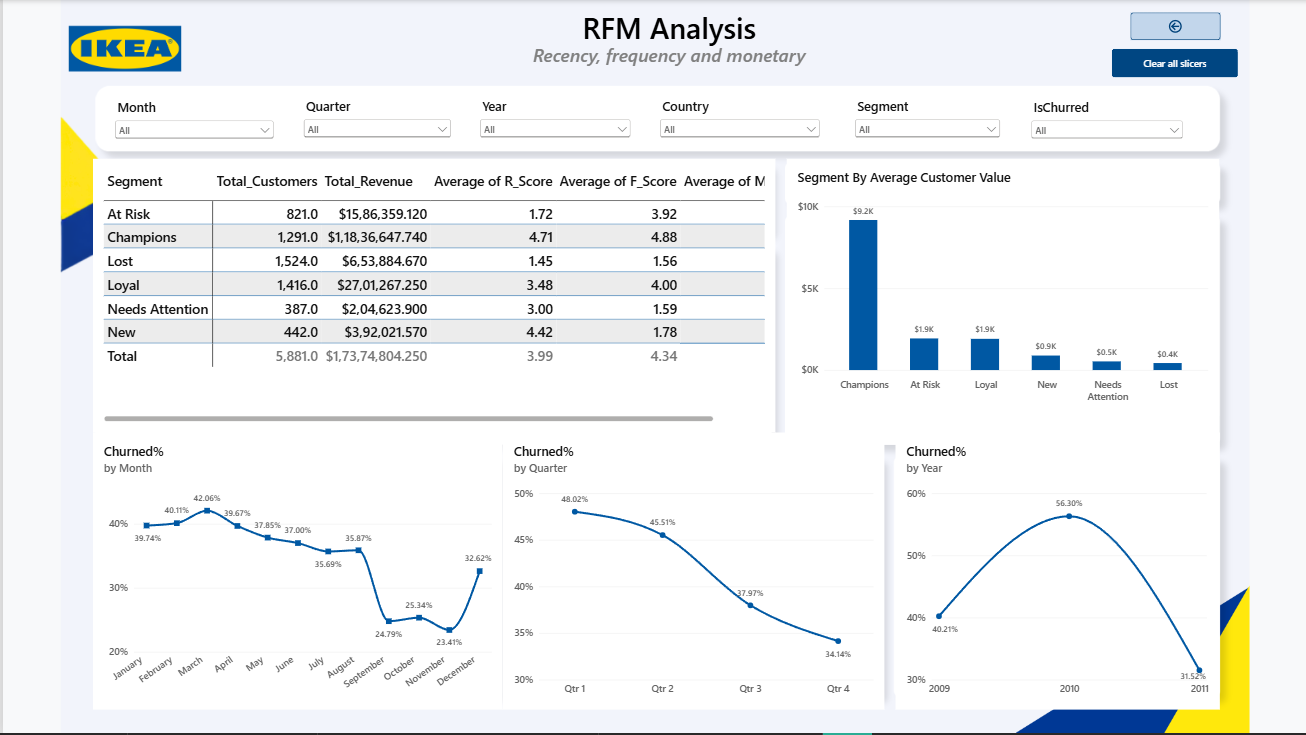 IKEA
RFM Analysis
Recency, frequency and monetary
Clear all slicers
Month Quarter Year Country Segment IsChurred
All All All All All All
Segment Total_Customers Total_Revenue Average of R_Score Average of F_Score Average of M
At Risk 821.0 $15,86,359.120 1.72 3.92
Champions 1,291.0 $1,18,36,647.740 4.71 4.88
Lost 1,524.0 $6,53,884.670 1.45 1.56
Loyal 1,416.0 $27,01,267.250 3.48 4.00
Needs Attention 387.0 $2,04,623.900 3.00 1.59
New 442.0 $3,92,021.570 4.42 1.78
Total 5,881.0 $1,73,74,804.250 3.99 4.34
Segment By Average Customer Value
$10K
$5K
$0K
$9.2K
$1.9K
$1.9K
$0.9K
$0.5K
$0.4K
Champions At Risk Loyal New Needs Attention Lost
Churned%
by Month
40%
30%
20%
39.74%
40.11%
42.06%
39.67%
37.85%
37.00%
35.69%
35.87%
24.79%
25.34%
23.41%
32.62%
January February March April May June July August September October November December
Churned%
by Quarter
50%
45%
40%
35%
30%
48.02%
45.51%
37.97%
34.14%
Qtr 1 Qtr 2 Qtr 3 Qtr 4
Churned%
by Year
60%
50%
40%
30%
40.21%
56.30%
31.52%
2009 2010 2011